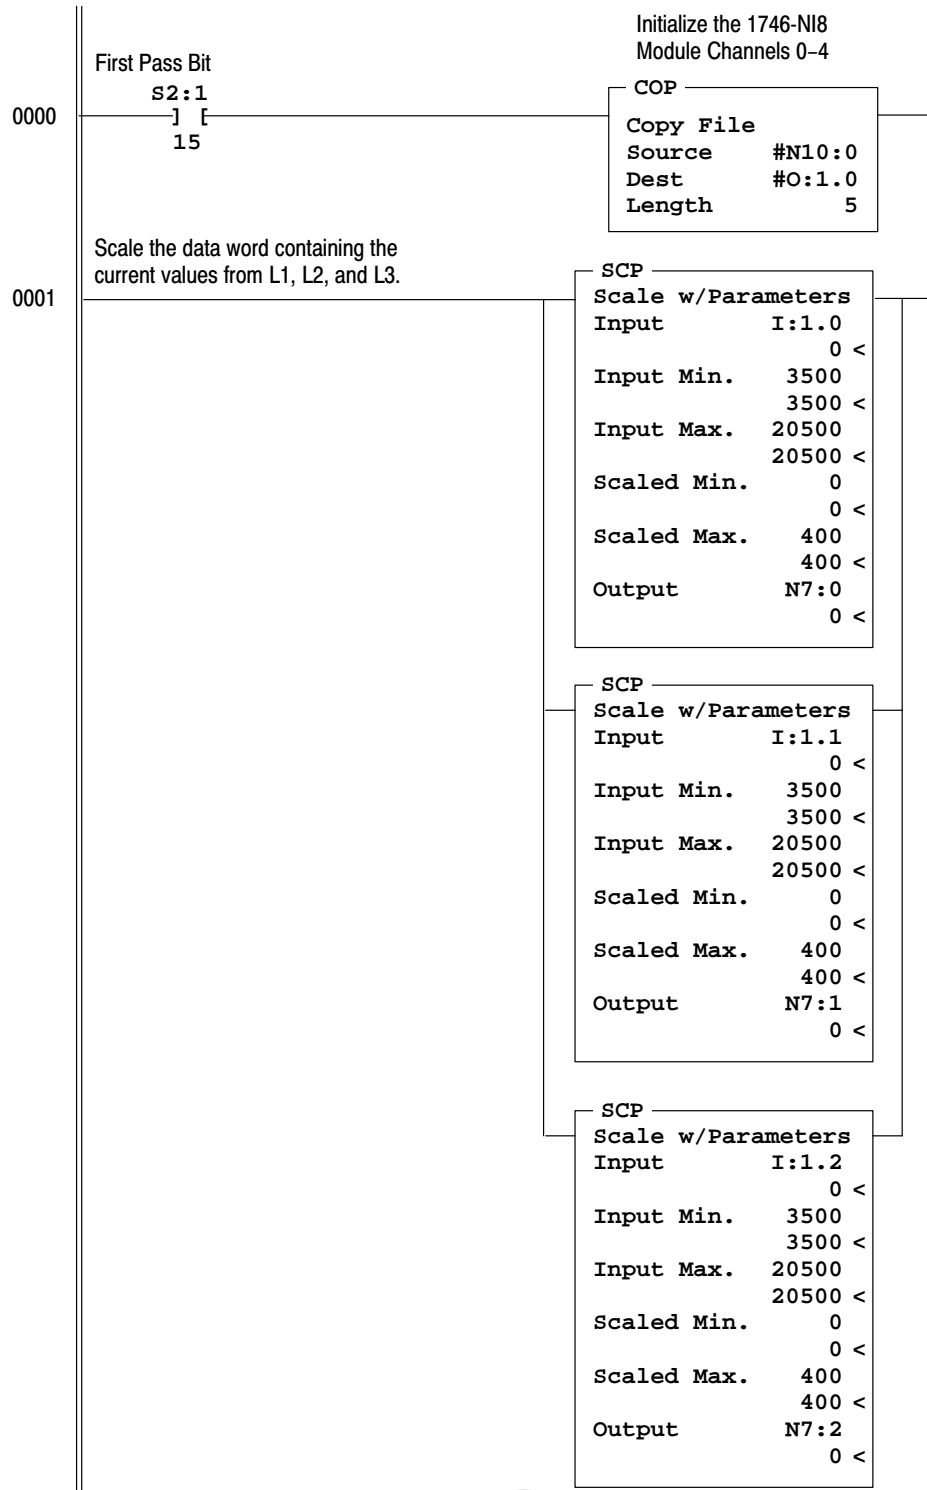 Initialize the 1746-NI8
Module Channels 0–4
First Pass Bit
S2:1
0000
] [
15
COP
Copy File
Source #N10:0
Dest #O:1.0
Length 5
Scale the data word containing the
current values from L1, L2, and L3.
0001
SCP
Scale w/Parameters
Input I:1.0
0 <
Input Min. 3500
3500 <
Input Max. 20500
20500 <
Scaled Min. 0
0 <
Scaled Max. 400
400 <
Output N7:0
0 <
SCP
Scale w/Parameters
Input I:1.1
0 <
Input Min. 3500
3500 <
Input Max. 20500
20500 <
Scaled Min. 0
0 <
Scaled Max. 400
400 <
Output N7:1
0 <
SCP
Scale w/Parameters
Input I:1.2
0 <
Input Min. 3500
3500 <
Input Max. 20500
20500 <
Scaled Min. 0
0 <
Scaled Max. 400
400 <
Output N7:2
0 <